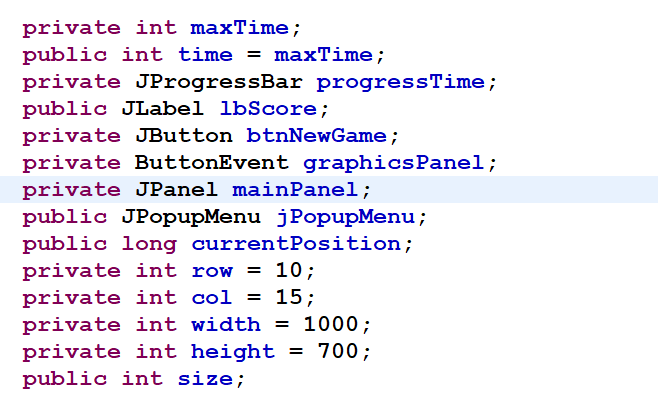 private int maxTime;
public int time = maxTime;
private JProgressBar progressTime;
public JLabel lbScore;
private JButton btnNewGame;
private ButtonEvent graphicsPanel;
private JPanel mainPanel;
public JPopupMenu jPopupMenu;
public long currentPosition;
private int row = 10;
private int col = 15;
private int width = 1000;
private int height = 700;
public int size;